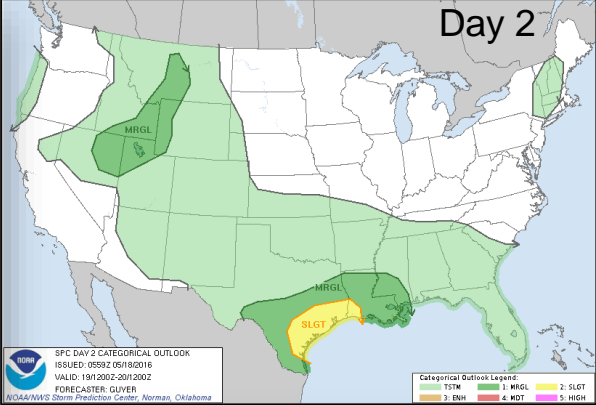 Day 2
MRGL
MRGL
SLGT
NOAA
SPC DAY 2 CATEGORICAL OUTLOOK
ISSUED: 0559Z 05/18/2016
VALID: 19/1200Z-20/1200Z
FORECASTER: GUYER
NOAA/NWS Storm Prediction Center, Norman, Oklahoma
Categorical Outlook Legend:
TSTM 1: MRGL 2: SLGT
3: ENH 4: MDT 5: HIGH